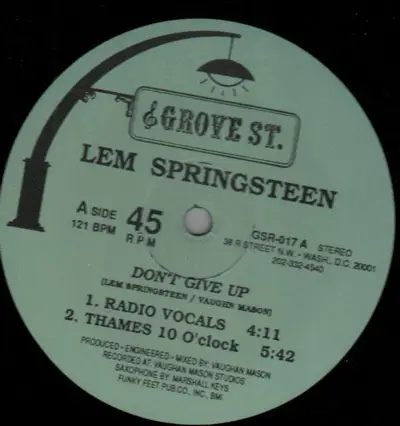 GROVE ST.
LEM SPRINGSTEEN
A SIDE 45 GSR-017 A STEREO
121 BPM RPM 38 R STREET N.W. - WASH., D.C. 20001
202-332-4540
DON'T GIVE UP
[LEM SPRINGSTEEN / VAUGHN MASON]
1. RADIO VOCALS 4:11
2. THAMES 10 O'clock 5:42
PRODUCED - ENGINEERED - MIXED BY: VAUGHAN MASON
RECORDED AT: VAUGHAN MASON STUDIOS
SAXOPHONE BY: MARSHALL KEYS
FUNKY FEET PUB.CO., INC., BMI